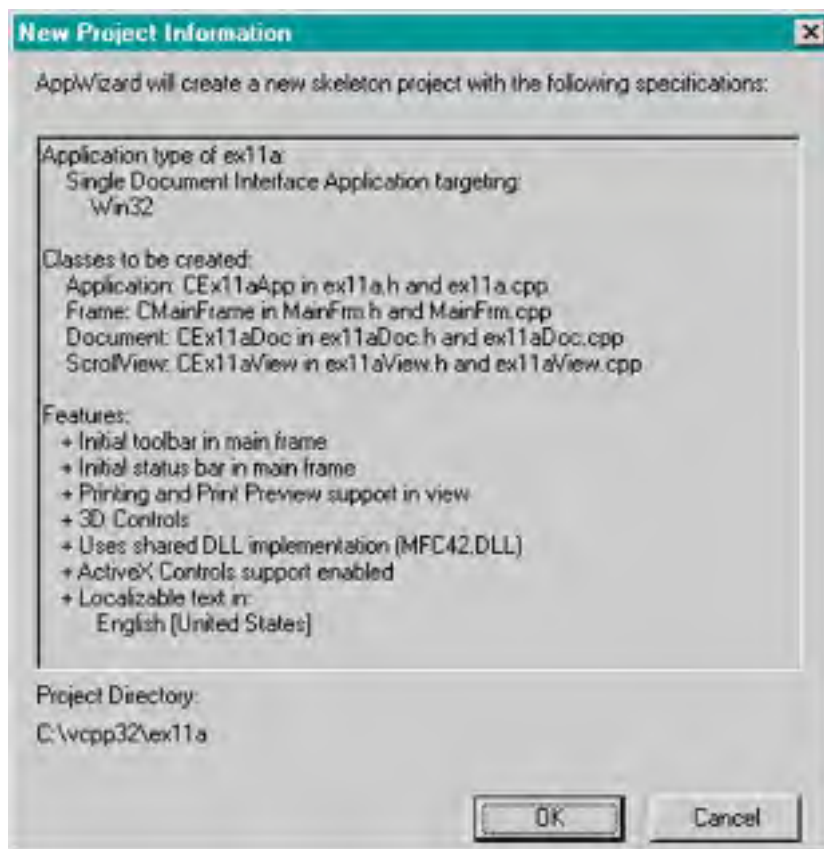 New Project Information
AppWizard will create a new skeleton project with the following specifications:
Application type of ex11a:
Single Document Interface Application targeting:
Win32
Classes to be created:
Application: CEx11aApp in ex11a.h and ex11a.cpp
Frame: CMainFrame in MainFrm.h and MainFrm.cpp
Document: CEx11aDoc in ex11aDoc.h and ex11aDoc.cpp
ScrollView: CEx11aView in ex11aView.h and ex11aView.cpp
Features:
+ Initial toolbar in main frame
+ Initial status bar in main frame
+ Printing and Print Preview support in view
+ 3D Controls
+ Uses shared DLL implementation (MFC42.DLL)
+ ActiveX Controls support enabled
+ Localizable text in:
English [United States]
Project Directory:
C:\vcpp32\ex11a
OK
Cancel